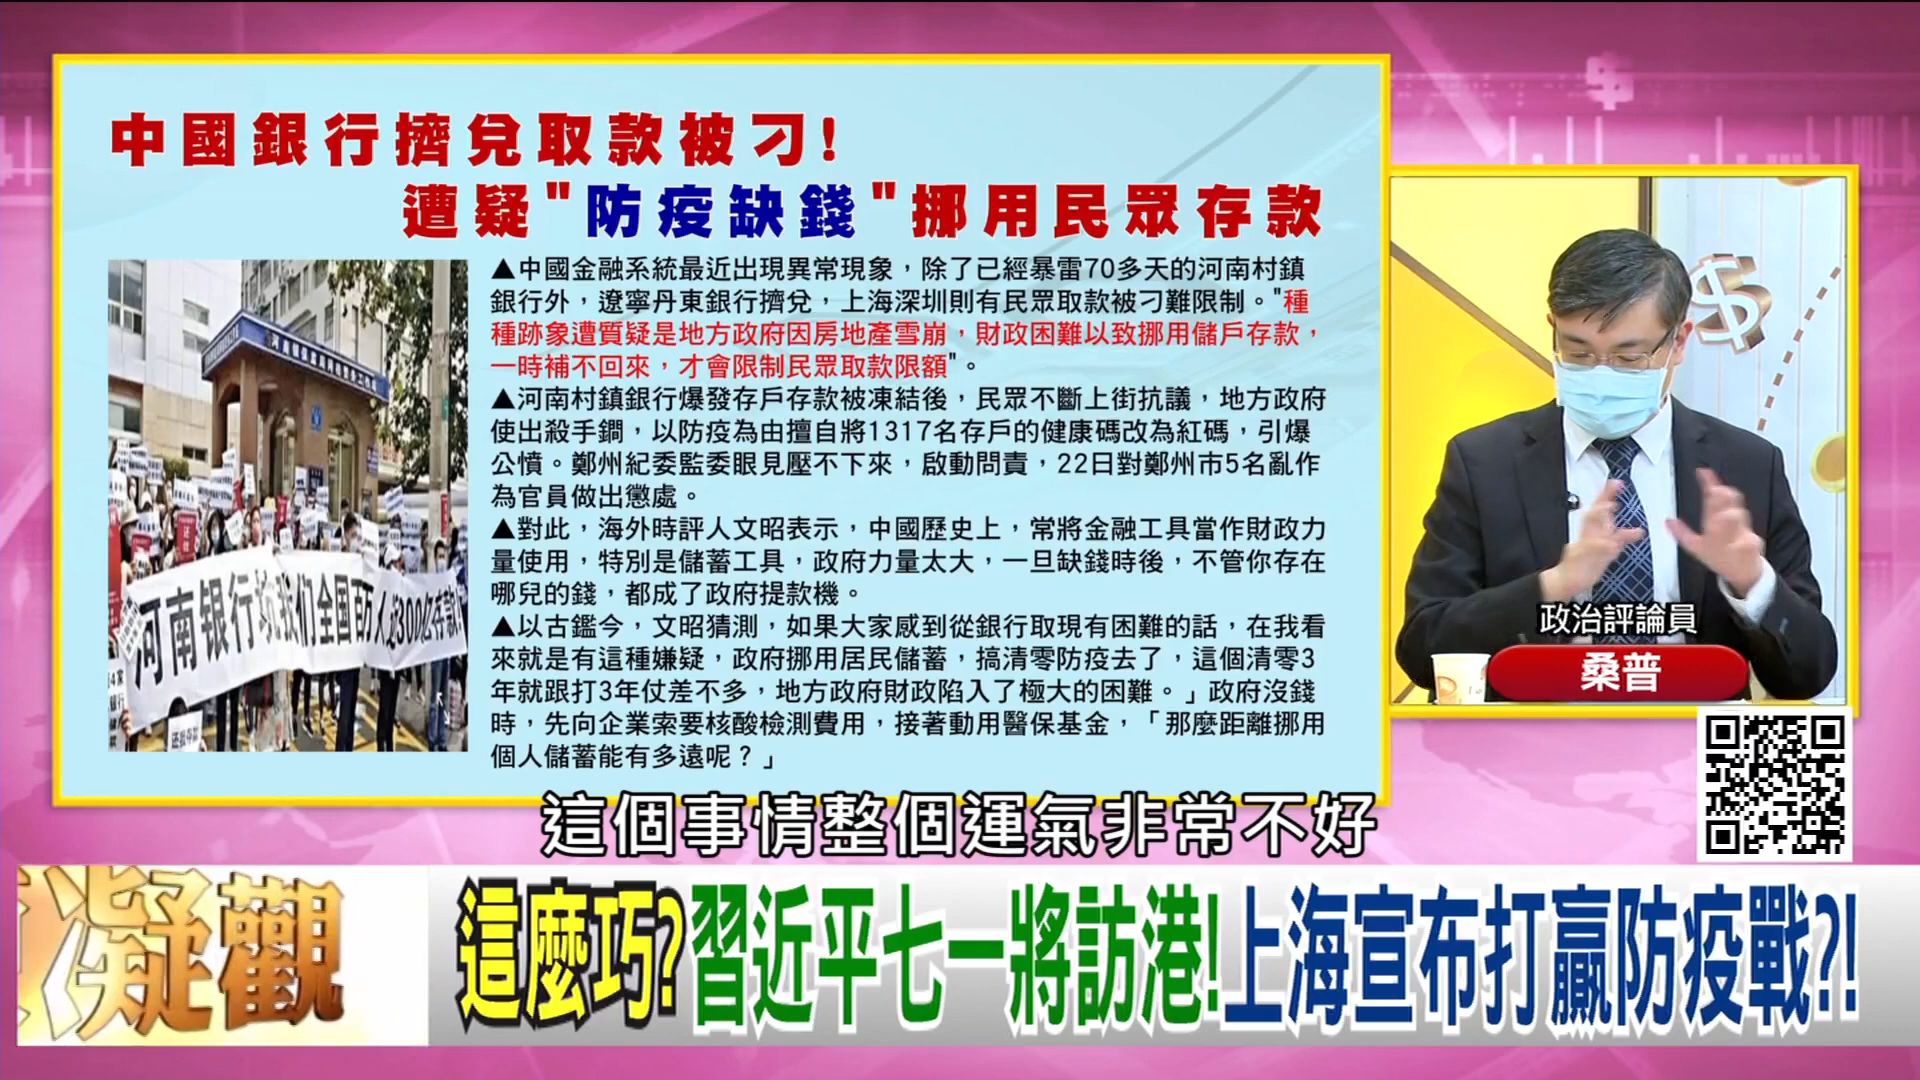 中國銀行擠兌取款被刁!
遭疑"防疫缺錢"挪用民眾存款
▲中國金融系統最近出現異常現象，除了已經暴雷70多天的河南村鎮
銀行外，遼寧丹東銀行擠兌，上海深圳則有民眾取款被刁難限制。"種
種跡象遭質疑是地方政府因房地產雪崩，財政困難以致挪用儲戶存款，
一時補不回來，才會限制民眾取款限額"。
▲河南村鎮銀行爆發存戶存款被凍結後，民眾不斷上街抗議，地方政府
使出殺手鐧，以防疫為由擅自將1317名存戶的健康碼改為紅碼，引爆
公憤。鄭州紀委監委眼見壓不下來，啟動問責，22日對鄭州市5名亂作
為官員做出懲處。
▲對此，海外時評人文昭表示，中國歷史上，常將金融工具當作財政力
量使用，特別是儲蓄工具，政府力量太大，一旦缺錢時後，不管你存在
哪兒的錢，都成了政府提款機。
▲以古鑑今，文昭猜測，如果大家感到從銀行取現有困難的話，在我看
來就是有這種嫌疑，政府挪用居民儲蓄，搞清零防疫去了，這個清零3
年就跟打3年仗差不多，地方政府財政陷入了極大的困難。」政府沒錢
時，先向企業索要核酸檢測費用，接著動用醫保基金，「那麼距離挪用
個人儲蓄能有多遠呢？」
河南银行坑我们全国百万人
300亿存款
还我存款
政治評論員
桑普
這個事情整個運氣非常不好
凝觀
這麼巧?習近平七一將訪港!上海宣布打贏防疫戰?!